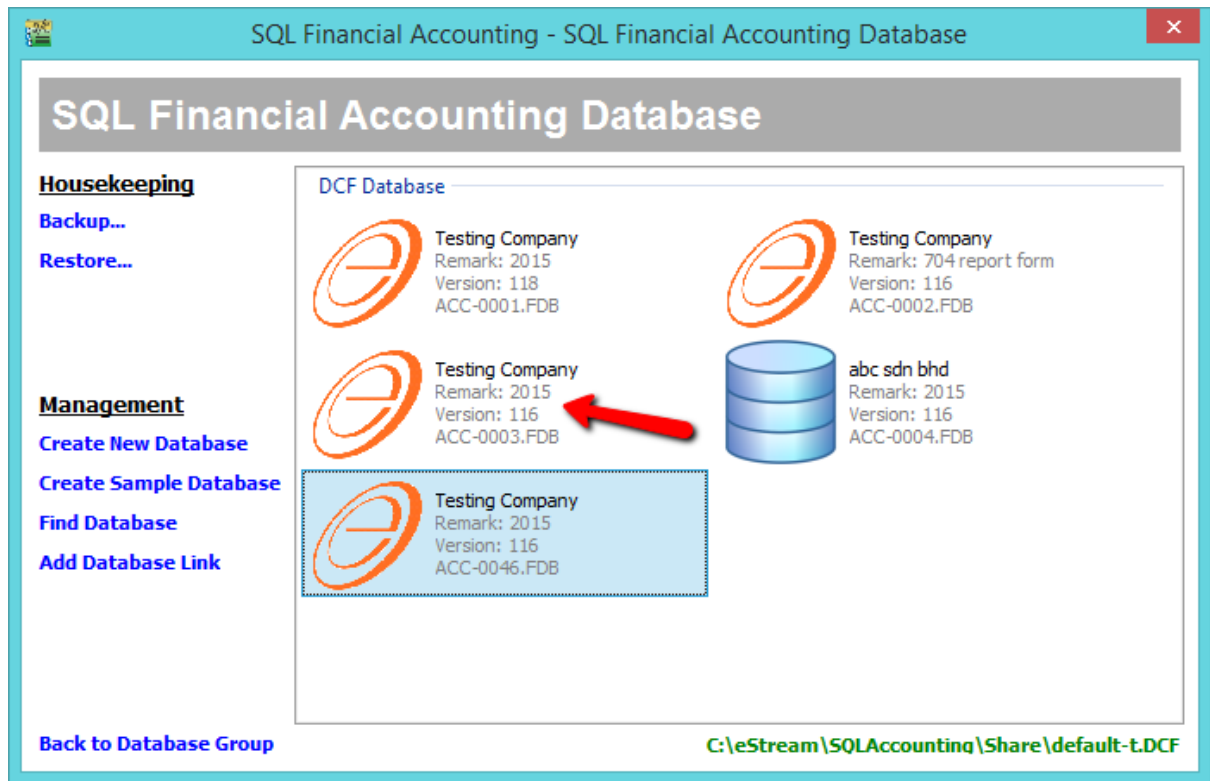 SQL Financial Accounting - SQL Financial Accounting Database
SQL Financial Accounting Database
Housekeeping
Backup...
Restore...
Management
Create New Database
Create Sample Database
Find Database
Add Database Link
Back to Database Group
DCF Database
Testing Company
Remark: 2015
Version: 118
ACC-0001.FDB
Testing Company
Remark: 704 report form
Version: 116
ACC-0002.FDB
Testing Company
Remark: 2015
Version: 116
ACC-0003.FDB
abc sdn bhd
Remark: 2015
Version: 116
ACC-0004.FDB
Testing Company
Remark: 2015
Version: 116
ACC-0046.FDB
C:\eStream\SQLAccounting\Share\default-t.DCF